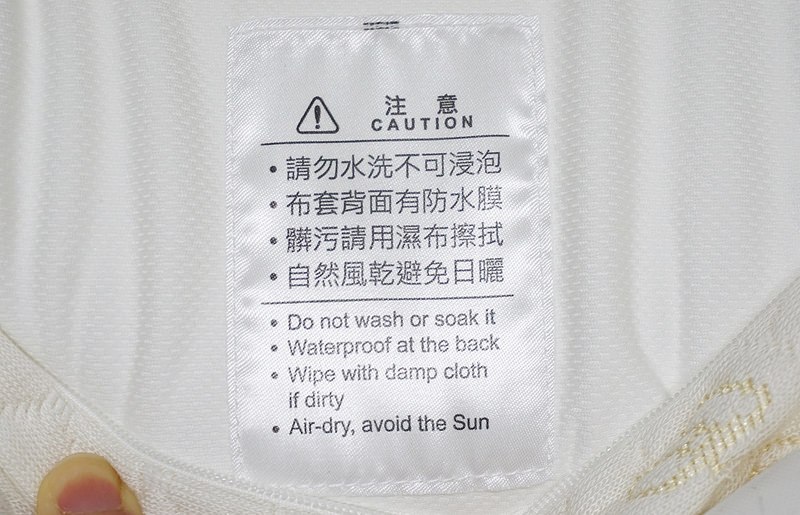 注意
CAUTION
• 請勿水洗不可浸泡
• 布套背面有防水膜
• 髒污請用濕布擦拭
• 自然風乾避免日曬
• Do not wash or soak it
• Waterproof at the back
• Wipe with damp cloth
if dirty
• Air-dry, avoid the Sun